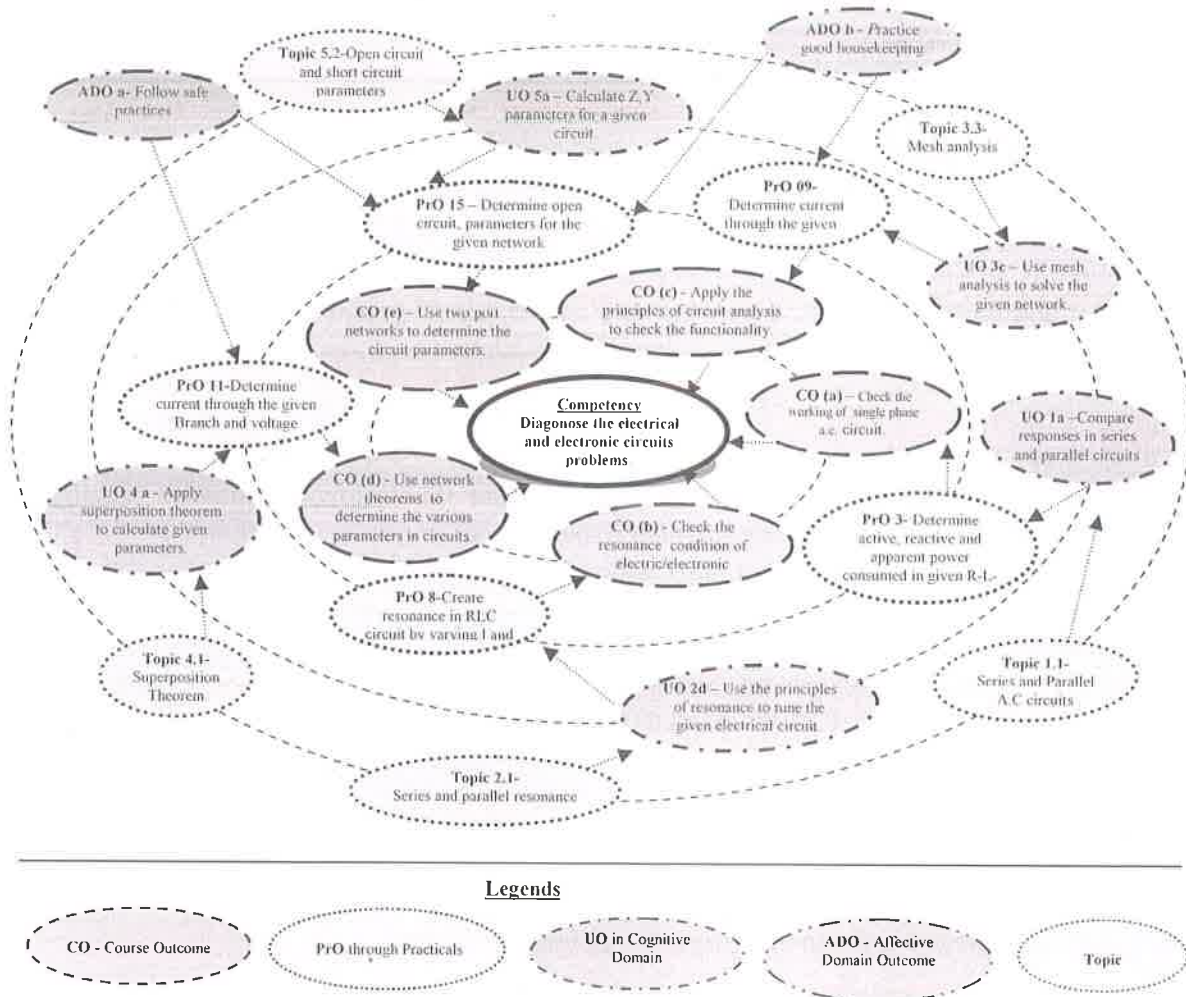 ADO b - Practice
good housekeeping
Topic 5.2-Open circuit
and short circuit
parameters
ADO a- Follow safe
practices
UO 5a – Calculate Z,Y
parameters for a given
circuit
Topic 3.3-
Mesh analysis
PrO 09-
Determine current
through the given
PrO 15 – Determine open
circuit, parameters for the
given network
UO 3c – Use mesh
analysis to solve the
given network.
CO (c) - Apply the
principles of circuit analysis
to check the functionality.
CO (e) – Use two port
networks to determine the
circuit parameters.
PrO 11-Determine
current through the given
Branch and voltage
Competency
Diagonose the electrical
and electronic circuits
problems
CO (a) – Check the
working of single phase
a.c. circuit.
UO 1a –Compare
responses in series
and parallel circuits
UO 4 a - Apply
superposition theorem
to calculate given
parameters.
CO (d) - Use network
theorems to
determine the various
parameters in circuits
CO (b) - Check the
resonance condition of
electric/electronic
PrO 3- Determine
active, reactive and
apparent power
consumed in given R-L-
PrO 8-Create
resonance in RLC
circuit by varying l and
Topic 4.1-
Superposition
Theorem
Topic 1.1-
Series and Parallel
A.C circuits
UO 2d – Use the principles
of resonance to tune the
given electrical circuit
Topic 2.1-
Series and parallel resonance
Legends
CO - Course Outcome
PrO through Practicals
UO in Cognitive
Domain
ADO - Affective
Domain Outcome
Topic